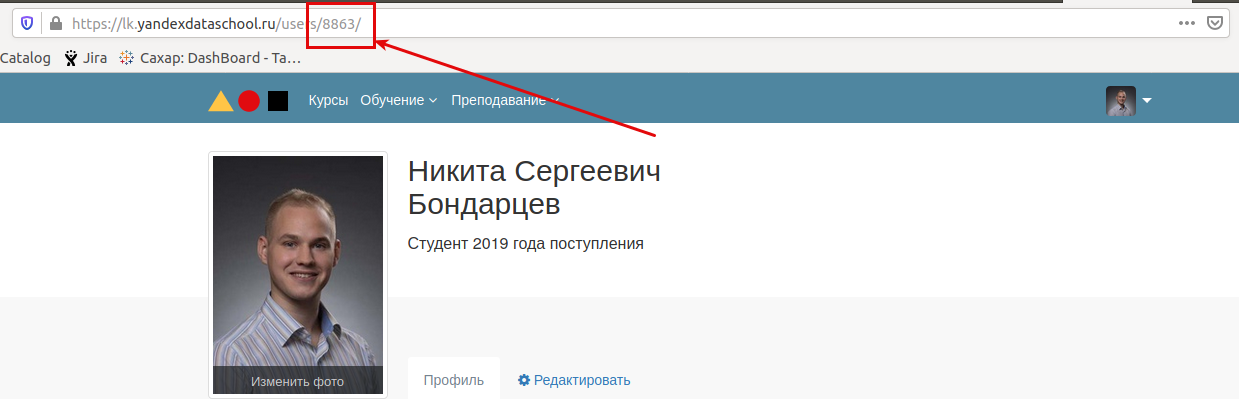 https://lk.yandexdataschool.ru/users/8863/
Catalog Jira Сахар: DashBoard - Ta…
Курсы Обучение Преподавание
Никита Сергеевич
Бондарцев
Студент 2019 года поступления
Изменить фото
Профиль Редактировать